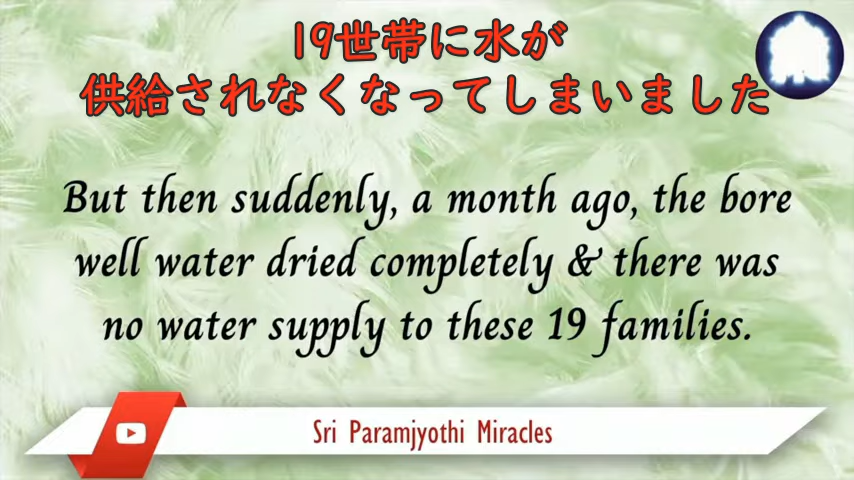 19世帯に水が
供給されなくなってしまいました
But then suddenly, a month ago, the bore
well water dried completely & there was
no water supply to these 19 families.
Sri Paramjyothi Miracles